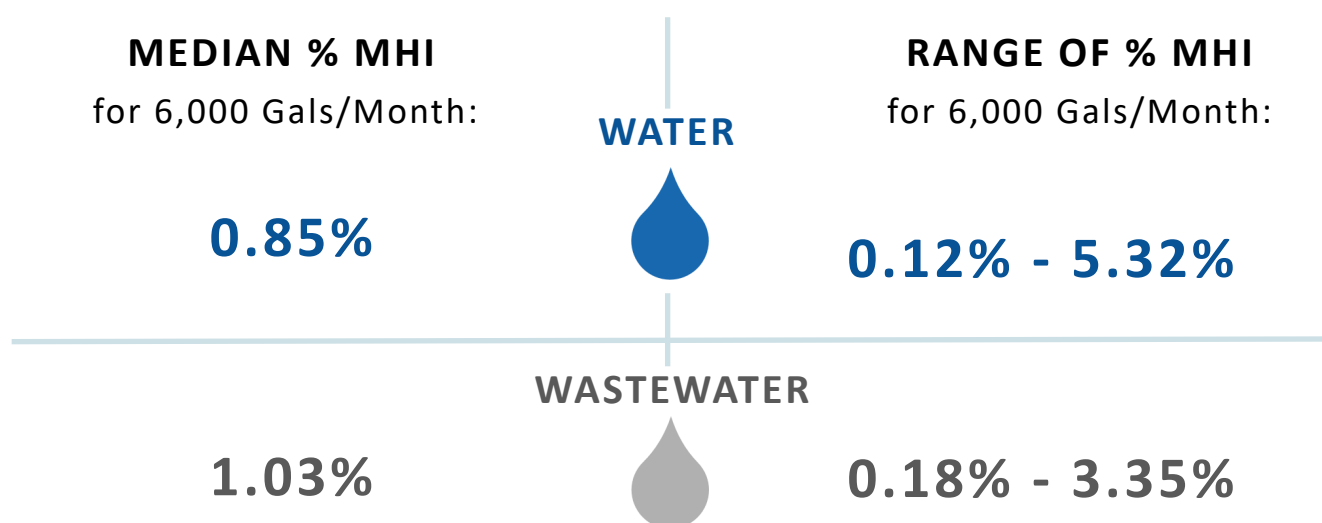 MEDIAN % MHI
for 6,000 Gals/Month:
0.85%
WATER
RANGE OF % MHI
for 6,000 Gals/Month:
0.12% - 5.32%
WASTEWATER
1.03%
0.18% - 3.35%